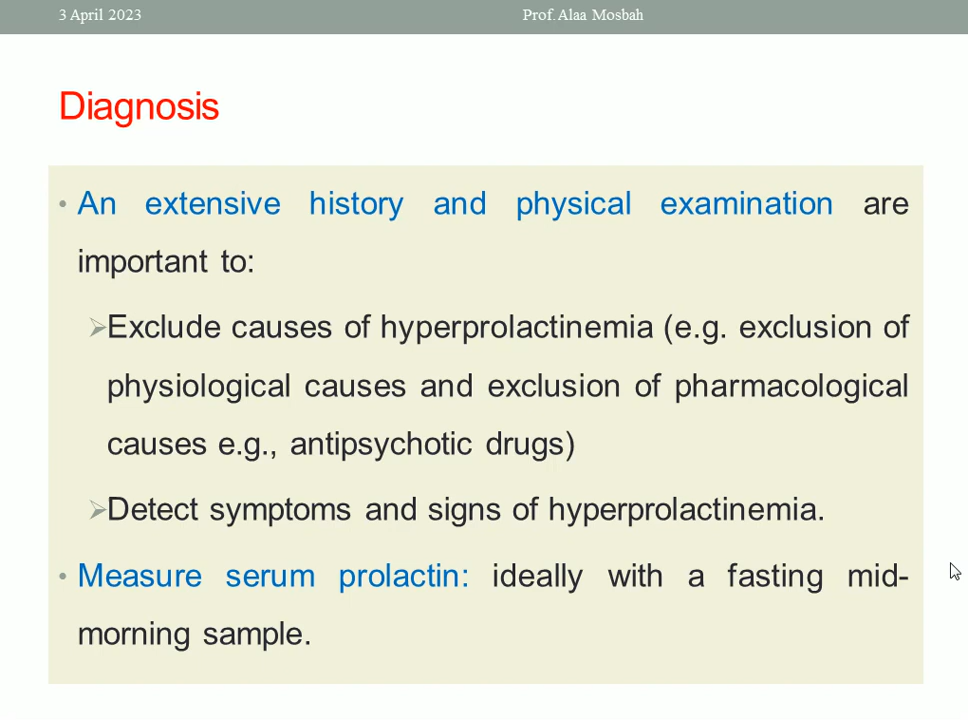 3 April 2023
Prof. Alaa Mosbah
Diagnosis
• An extensive history and physical examination are
important to:
➢Exclude causes of hyperprolactinemia (e.g. exclusion of
physiological causes and exclusion of pharmacological
causes e.g., antipsychotic drugs)
➢Detect symptoms and signs of hyperprolactinemia.
• Measure serum prolactin: ideally with a fasting mid-
morning sample.